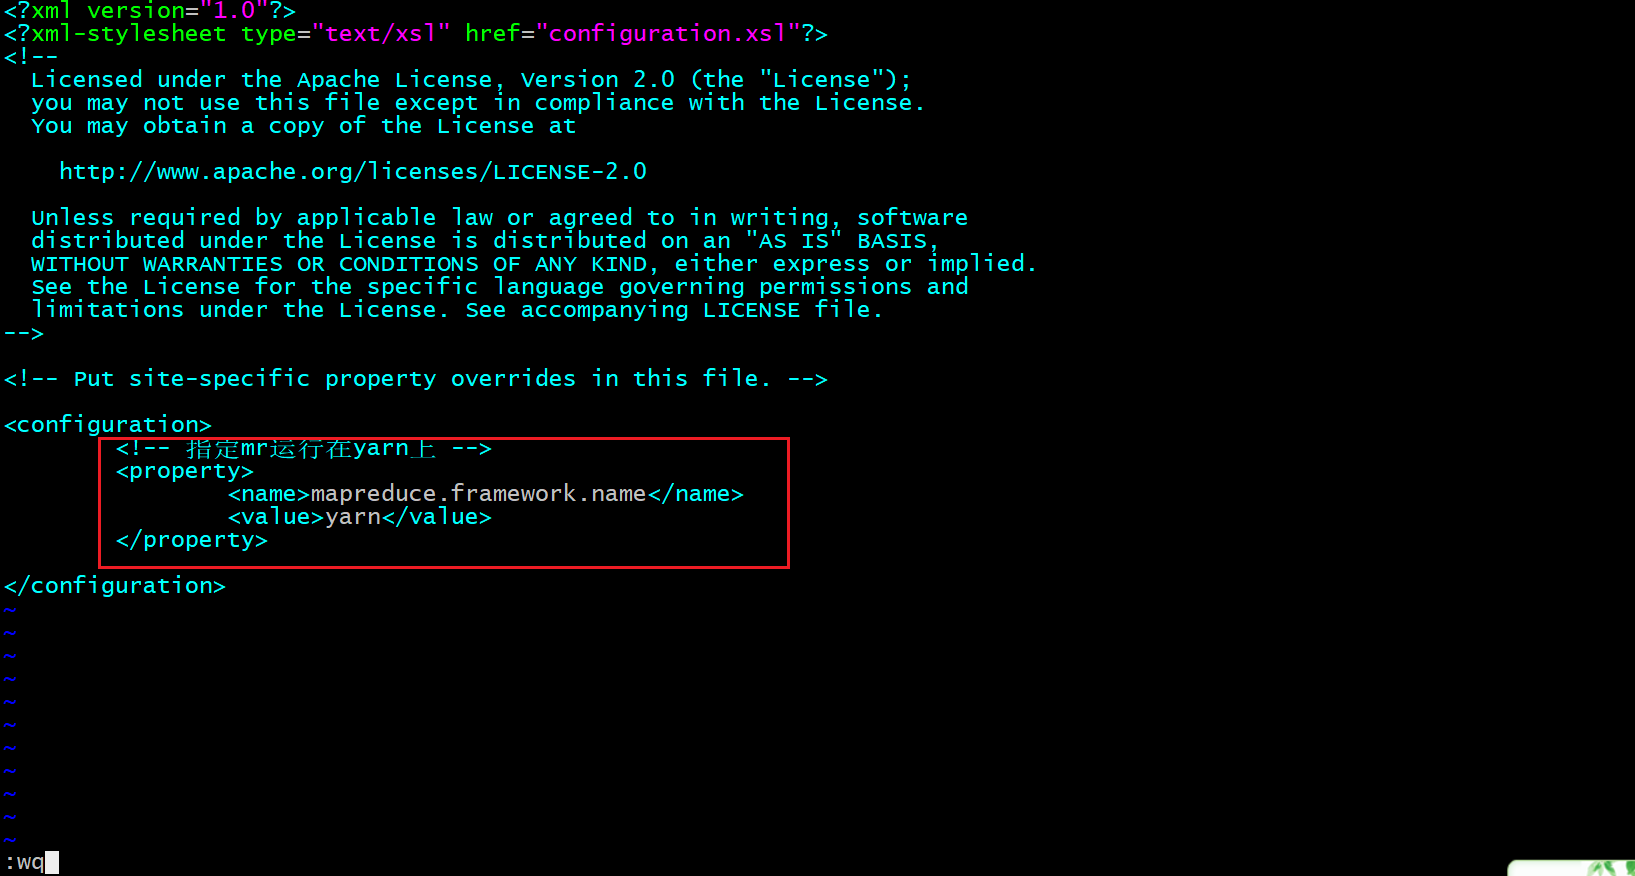 <?xml version="1.0"?>
<?xml-stylesheet type="text/xsl" href="configuration.xsl"?>
<!--
Licensed under the Apache License, Version 2.0 (the "License");
you may not use this file except in compliance with the License.
You may obtain a copy of the License at
http://www.apache.org/licenses/LICENSE-2.0
Unless required by applicable law or agreed to in writing, software
distributed under the License is distributed on an "AS IS" BASIS,
WITHOUT WARRANTIES OR CONDITIONS OF ANY KIND, either express or implied.
See the License for the specific language governing permissions and
limitations under the License. See accompanying LICENSE file.
-->
<!-- Put site-specific property overrides in this file. -->
<configuration>
<!-- 指定mr运行在yarn上 -->
<property>
<name>mapreduce.framework.name</name>
<value>yarn</value>
</property>
</configuration>
~
~
~
~
~
~
~
~
~
~
~
:wq